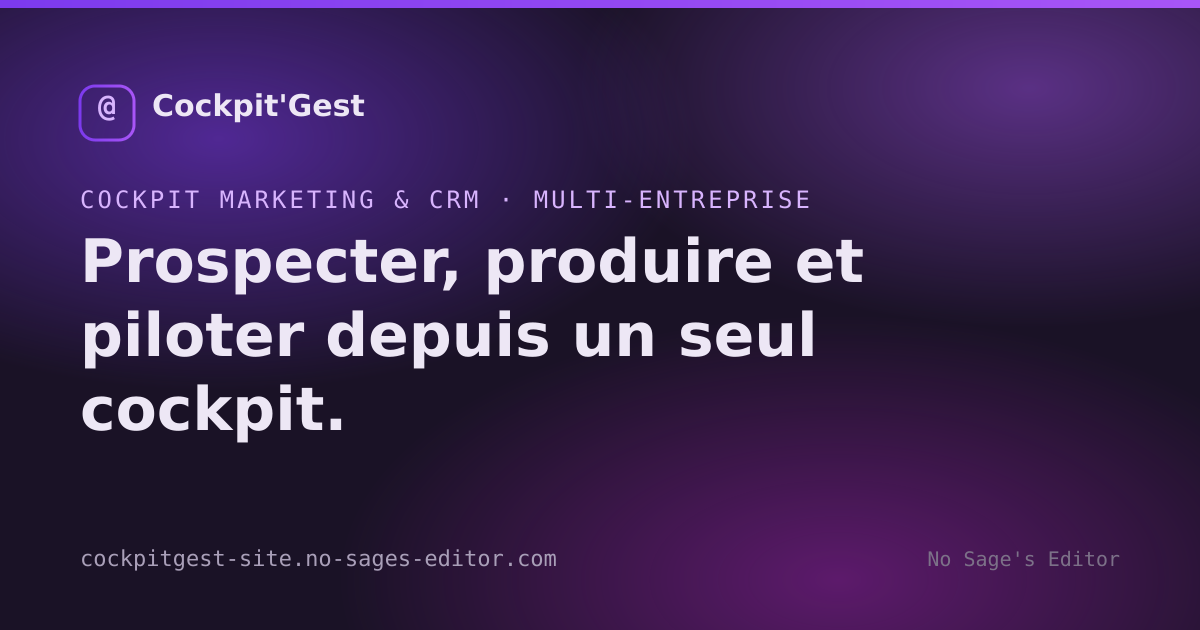 @ Cockpit'Gest
COCKPIT MARKETING & CRM · MULTI-ENTREPRISE
Prospecter, produire et
piloter depuis un seul
cockpit.
cockpitgest-site.no-sages-editor.com
No Sage's Editor